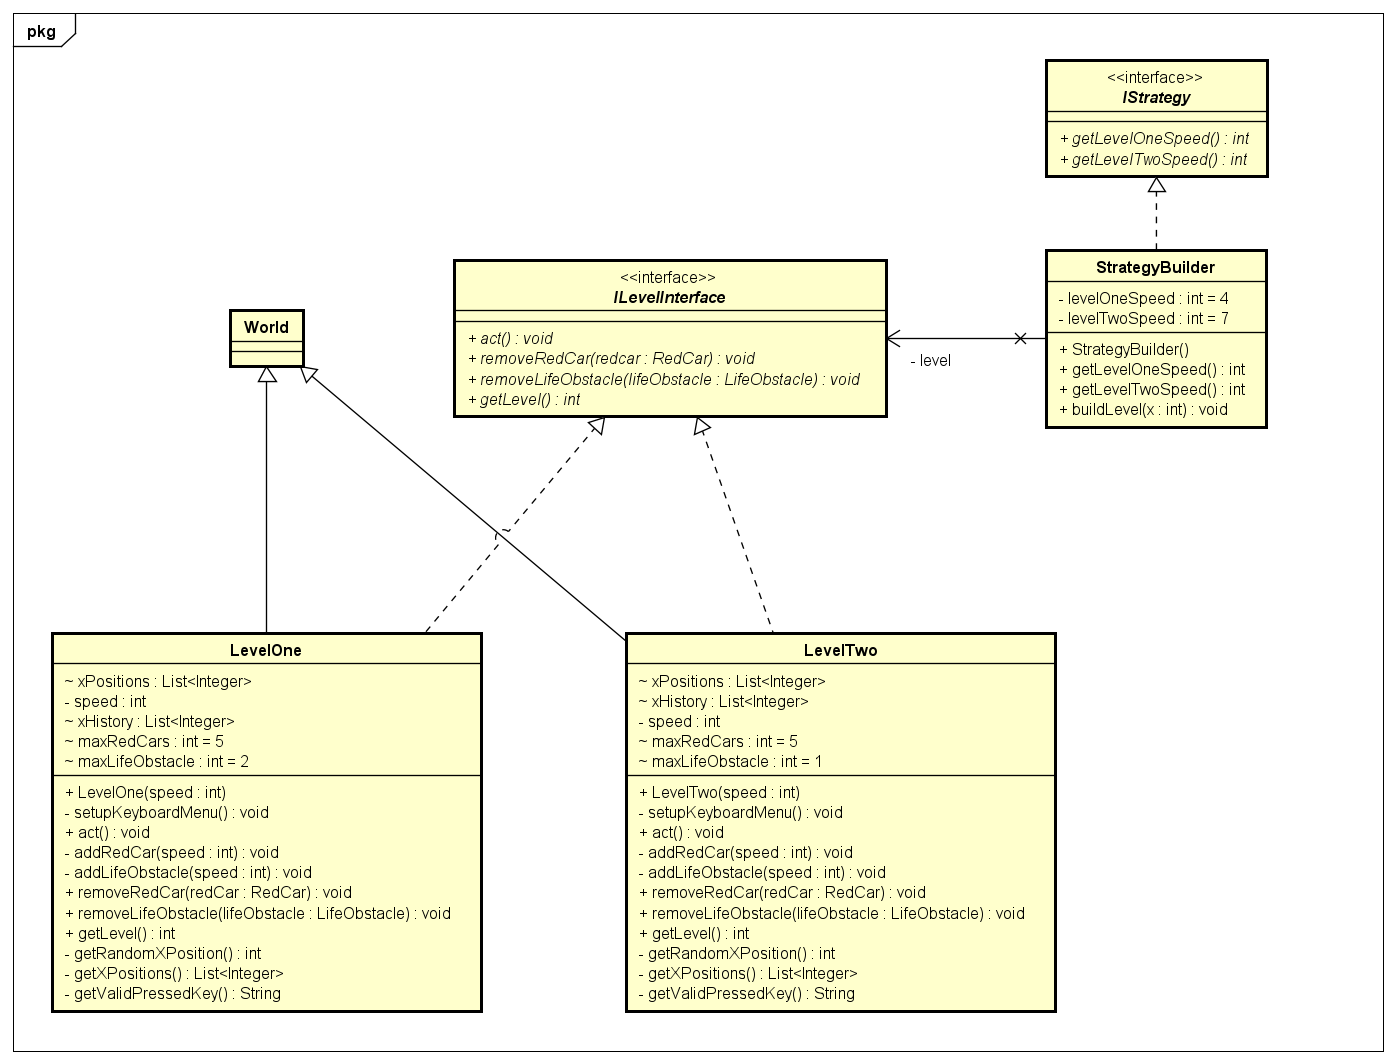 pkg
<<interface>>
IStrategy
+ getLevelOneSpeed() : int
+ getLevelTwoSpeed() : int
StrategyBuilder
- levelOneSpeed : int = 4
- levelTwoSpeed : int = 7
+ StrategyBuilder()
+ getLevelOneSpeed() : int
+ getLevelTwoSpeed() : int
+ buildLevel(x : int) : void
<<interface>>
ILevelInterface
+ act() : void
+ removeRedCar(redcar : RedCar) : void
+ removeLifeObstacle(lifeObstacle : LifeObstacle) : void
+ getLevel() : int
- level
World
LevelOne
~ xPositions : List<Integer>
- speed : int
~ xHistory : List<Integer>
~ maxRedCars : int = 5
~ maxLifeObstacle : int = 2
+ LevelOne(speed : int)
- setupKeyboardMenu() : void
+ act() : void
- addRedCar(speed : int) : void
- addLifeObstacle(speed : int) : void
+ removeRedCar(redCar : RedCar) : void
+ removeLifeObstacle(lifeObstacle : LifeObstacle) : void
+ getLevel() : int
- getRandomXPosition() : int
- getXPositions() : List<Integer>
- getValidPressedKey() : String
LevelTwo
~ xPositions : List<Integer>
~ xHistory : List<Integer>
- speed : int
~ maxRedCars : int = 5
~ maxLifeObstacle : int = 1
+ LevelTwo(speed : int)
- setupKeyboardMenu() : void
+ act() : void
- addRedCar(speed : int) : void
- addLifeObstacle(speed : int) : void
+ removeRedCar(redCar : RedCar) : void
+ removeLifeObstacle(lifeObstacle : LifeObstacle) : void
+ getLevel() : int
- getRandomXPosition() : int
- getXPositions() : List<Integer>
- getValidPressedKey() : String